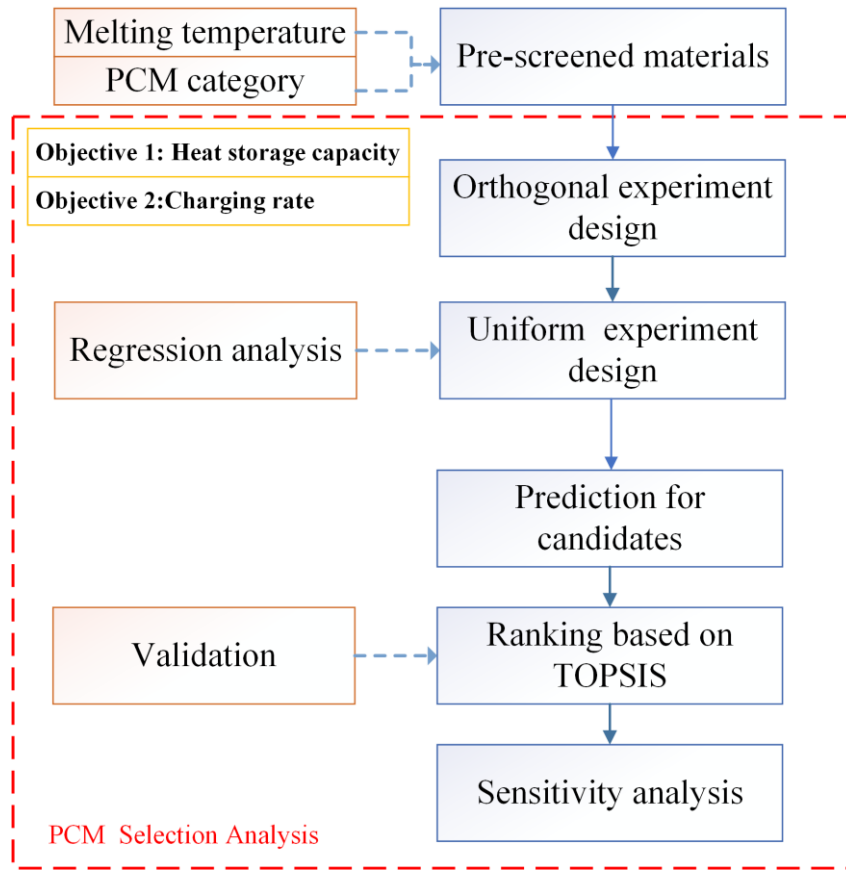 Melting temperature
PCM category
Pre-screened materials
Objective 1: Heat storage capacity
Objective 2:Charging rate
Orthogonal experiment
design
Regression analysis
Uniform experiment
design
Prediction for
candidates
Validation
Ranking based on
TOPSIS
Sensitivity analysis
PCM Selection Analysis